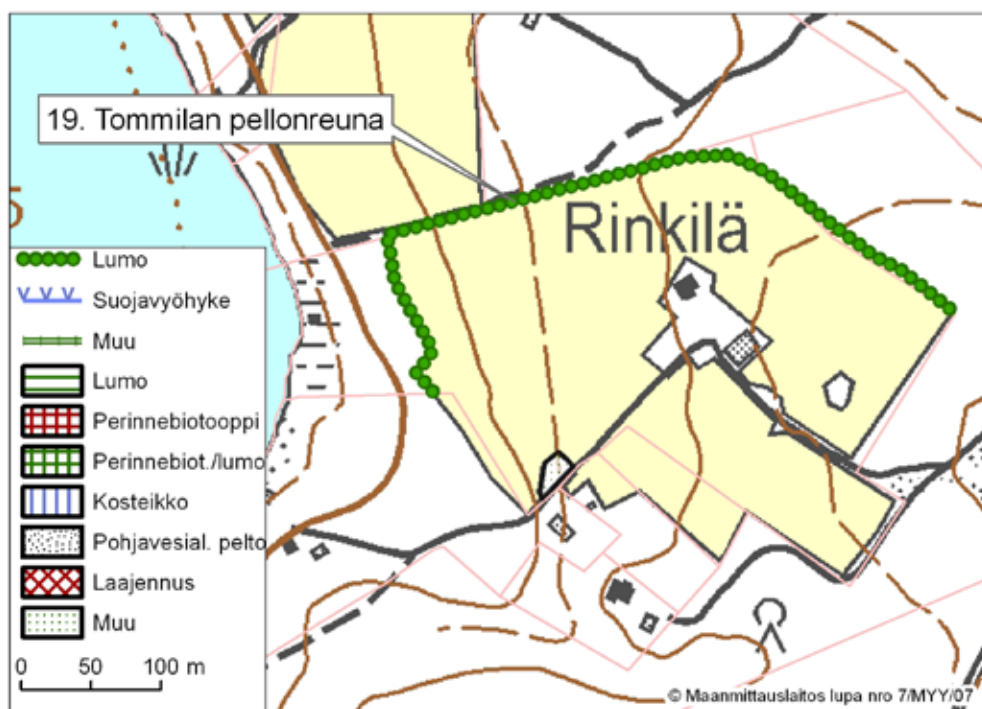 19. Tommilan pellonreuna
Rinkilä
Lumo
Suojavyöhyke
Muu
Lumo
Perinnebiotooppi
Perinnebiot./lumo
Kosteikko
Pohjavesial. pelto
Laajennus
Muu
0 50 100 m
© Maanmittauslaitos lupa nro 7/MYY/07